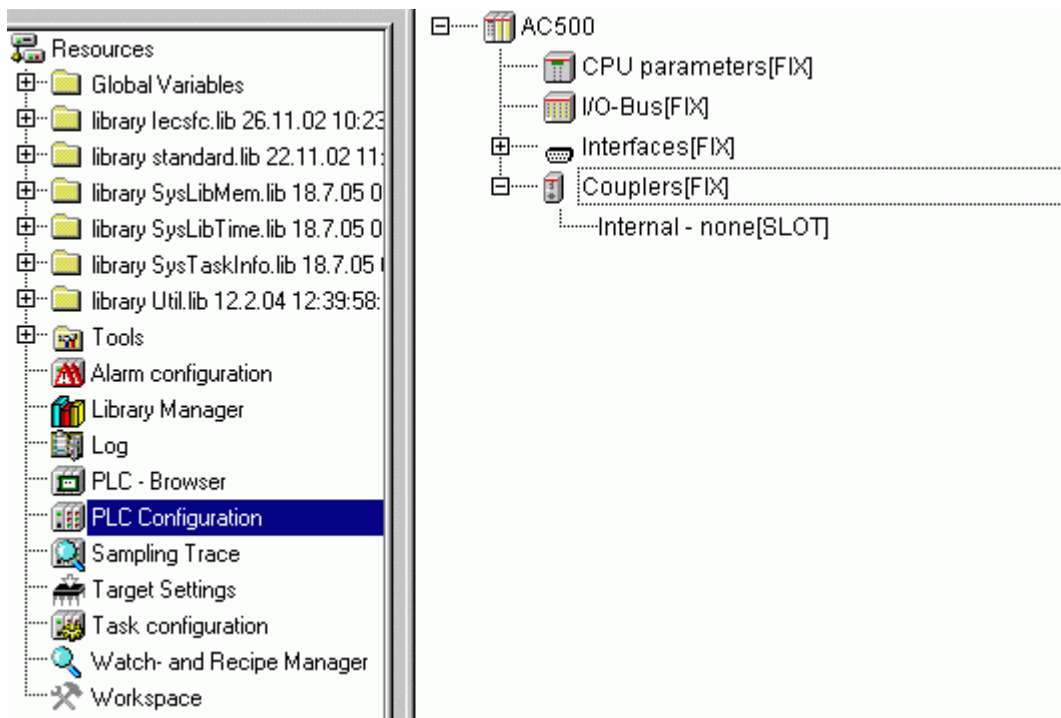 Resources
Global Variables
library Iecsfc.lib 26.11.02 10:23
library standard.lib 22.11.02 11:
library SysLibMem.lib 18.7.05 0
library SysLibTime.lib 18.7.05 0
library SysTaskInfo.lib 18.7.05
library Util.lib 12.2.04 12:39:58:
Tools
Alarm configuration
Library Manager
Log
PLC - Browser
PLC Configuration
Sampling Trace
Target Settings
Task configuration
Watch- and Recipe Manager
Workspace
AC500
CPU parameters[FIX]
I/O-Bus[FIX]
Interfaces[FIX]
Couplers[FIX]
Internal - none[SLOT]